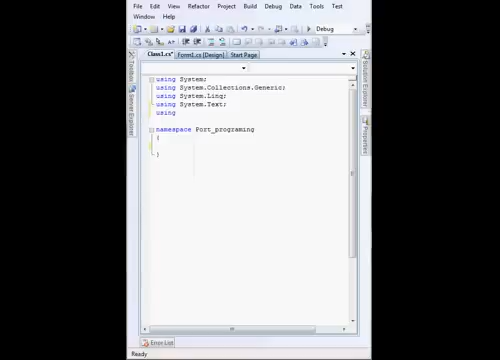 File Edit View Refactor Project Build Debug Data Tools Test
Window Help
Debug
Class1.cs* Form1.cs [Design] Start Page
using System;
using System.Collections.Generic;
using System.Linq;
using System.Text;
using
namespace Port_programing
{
}
Toolbox
Server Explorer
Solution Explorer
Properties
Error List
Ready